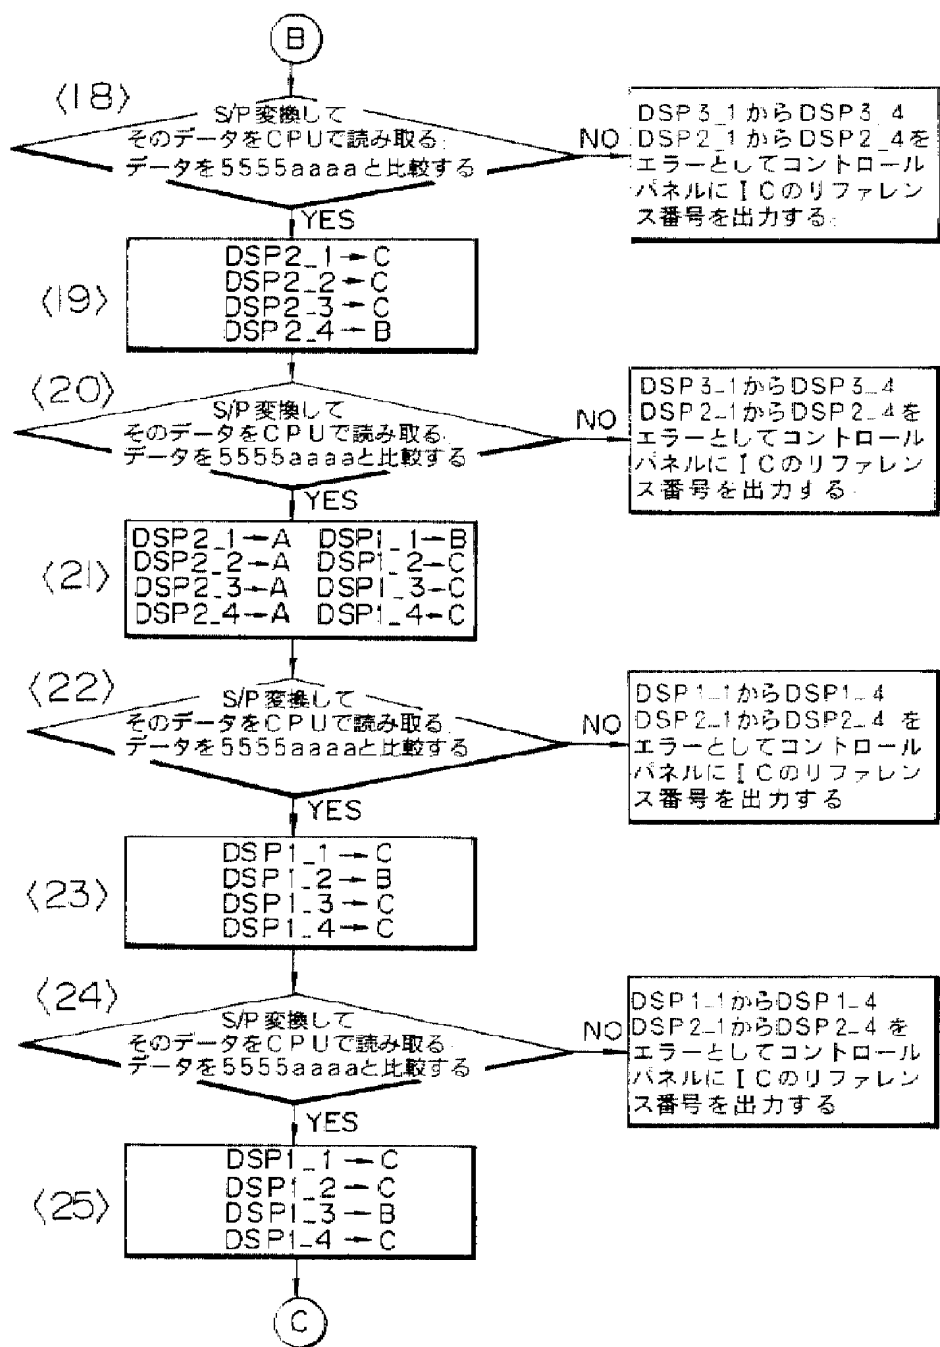 B
〈18〉
S/P変換して
そのデータをCPUで読み取る.
データを5555aaaaと比較する
NO
DSP3_1からDSP3_4
DSP2_1からDSP2_4を
エラーとしてコントロール
パネルにICのリファレン
ス番号を出力する.
YES
〈19〉
DSP2_1→C
DSP2_2→C
DSP2_3→C
DSP2_4→B
〈20〉
S/P変換して
そのデータをCPUで読み取る.
データを5555aaaaと比較する
NO
DSP3_1からDSP3_4
DSP2_1からDSP2_4を
エラーとしてコントロール
パネルにICのリファレン
ス番号を出力する.
YES
〈21〉
DSP2_1→A DSP1_1→B
DSP2_2→A DSP1_2→C
DSP2_3→A DSP1_3→C
DSP2_4→A DSP1_4→C
〈22〉
S/P変換して
そのデータをCPUで読み取る.
データを5555aaaaと比較する
NO
DSP1_1からDSP1_4
DSP2_1からDSP2_4を
エラーとしてコントロール
パネルにICのリファレン
ス番号を出力する
YES
〈23〉
DSP1_1→C
DSP1_2→B
DSP1_3→C
DSP1_4→C
〈24〉
S/P変換して
そのデータをCPUで読み取る.
データを5555aaaaと比較する
NO
DSP1_1からDSP1_4
DSP2_1からDSP2_4を
エラーとしてコントロール
パネルにICのリファレン
ス番号を出力する
YES
〈25〉
DSP1_1→C
DSP1_2→C
DSP1_3→B
DSP1_4→C
C